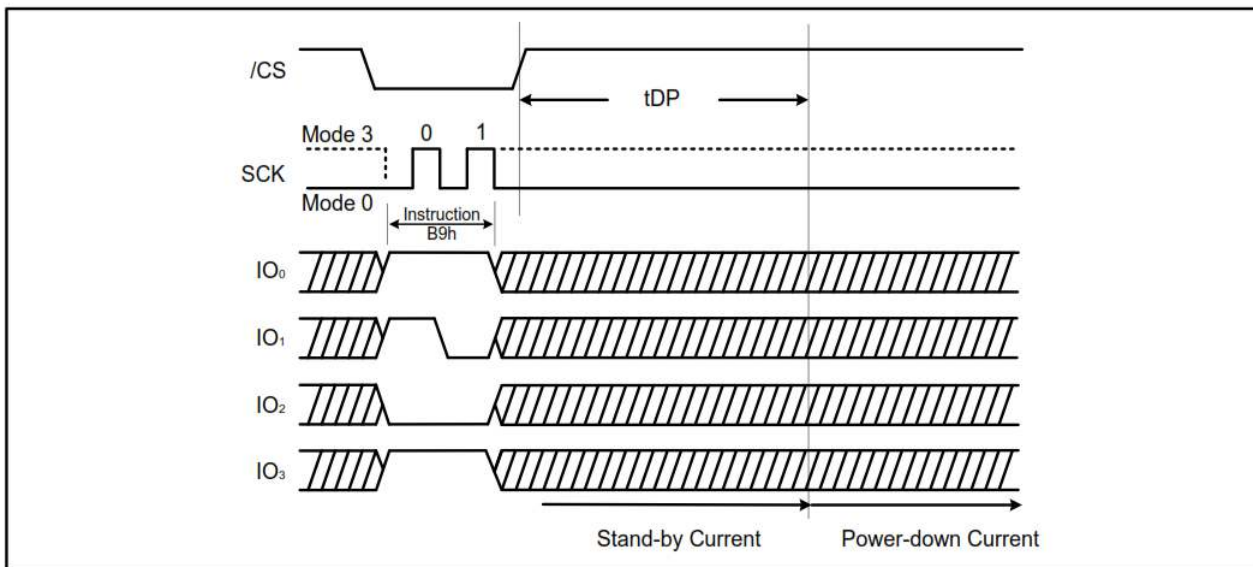 /CS
tDP
Mode 3 0 1
SCK
Mode 0
Instruction
B9h
IO₀
IO₁
IO₂
IO₃
Stand-by Current Power-down Current